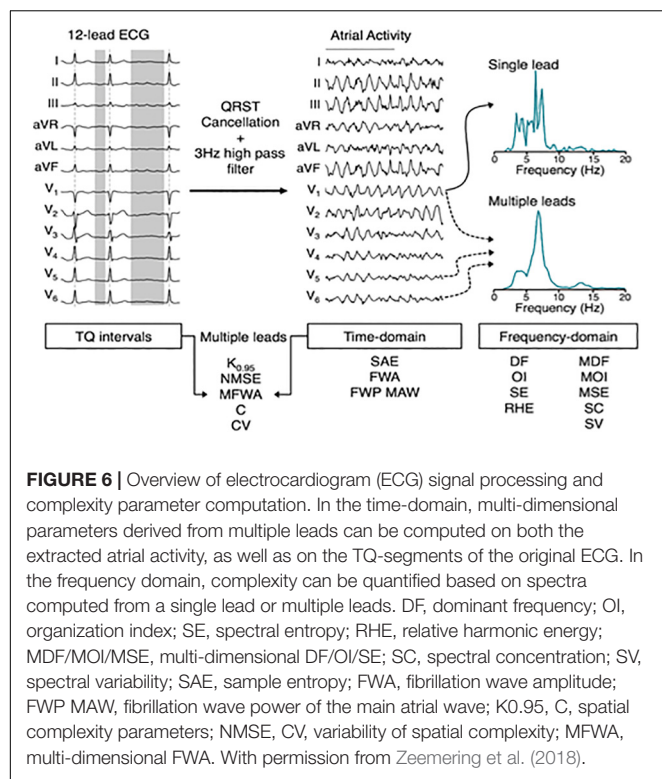 12-lead ECG
Atrial Activity
I
II
III
aVR
aVL
aVF
V1
V2
V3
V4
V5
V6
QRST
Cancellation
+
3Hz high pass
filter
I
II
III
aVR
aVL
aVF
V1
V2
V3
V4
V5
V6
Single lead
0 5 10 15 20
Frequency (Hz)
Multiple leads
0 5 10 15 20
Frequency (Hz)
TQ intervals
Multiple leads
Time-domain
Frequency-domain
K0.95
NMSE
MFWA
C
CV
SAE
FWA
FWP MAW
DF
OI
SE
RHE
MDF
MOI
MSE
SC
SV
FIGURE 6 | Overview of electrocardiogram (ECG) signal processing and
complexity parameter computation. In the time-domain, multi-dimensional
parameters derived from multiple leads can be computed on both the
extracted atrial activity, as well as on the TQ-segments of the original ECG. In
the frequency domain, complexity can be quantified based on spectra
computed from a single lead or multiple leads. DF, dominant frequency; OI,
organization index; SE, spectral entropy; RHE, relative harmonic energy;
MDF/MOI/MSE, multi-dimensional DF/OI/SE; SC, spectral concentration; SV,
spectral variability; SAE, sample entropy; FWA, fibrillation wave amplitude;
FWP MAW, fibrillation wave power of the main atrial wave; K0.95, C, spatial
complexity parameters; NMSE, CV, variability of spatial complexity; MFWA,
multi-dimensional FWA. With permission from Zeemering et al. (2018).